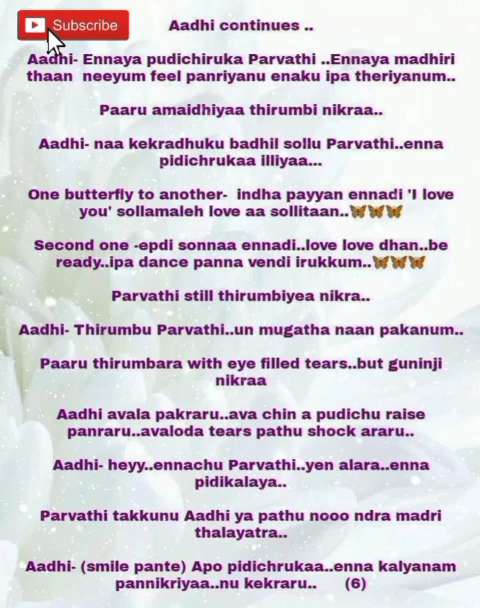 Subscribe
Aadhi continues ..
Aadhi- Ennaya pudichiruka Parvathi ..Ennaya madhiri
thaan neeyum feel panriyanu enaku ipa theriyanum..
Paaru amaidhiyaa thirumbi nikraa..
Aadhi- naa kekradhuku badhil sollu Parvathi..enna
pidichrukaa illiyaa...
One butterfly to another- indha payyan ennadi 'I love
you' sollamaleh love aa sollitaan..🦋🦋🦋
Second one -epdi sonnaa ennadi..love love dhan..be
ready..ipa dance panna vendi irukkum..🦋🦋🦋
Parvathi still thirumbiyea nikra..
Aadhi- Thirumbu Parvathi..un mugatha naan pakanum..
Paaru thirumbara with eye filled tears..but guninji
nikraa
Aadhi avala pakraru..ava chin a pudichu raise
panraru..avaloda tears pathu shock araru..
Aadhi- heyy..ennachu Parvathi..yen alara..enna
pidikalaya..
Parvathi takkunu Aadhi ya pathu nooo ndra madri
thalayatra..
Aadhi- (smile pante) Apo pidichrukaa..enna kalyanam
pannikriyaa..nu kekraru.. (6)